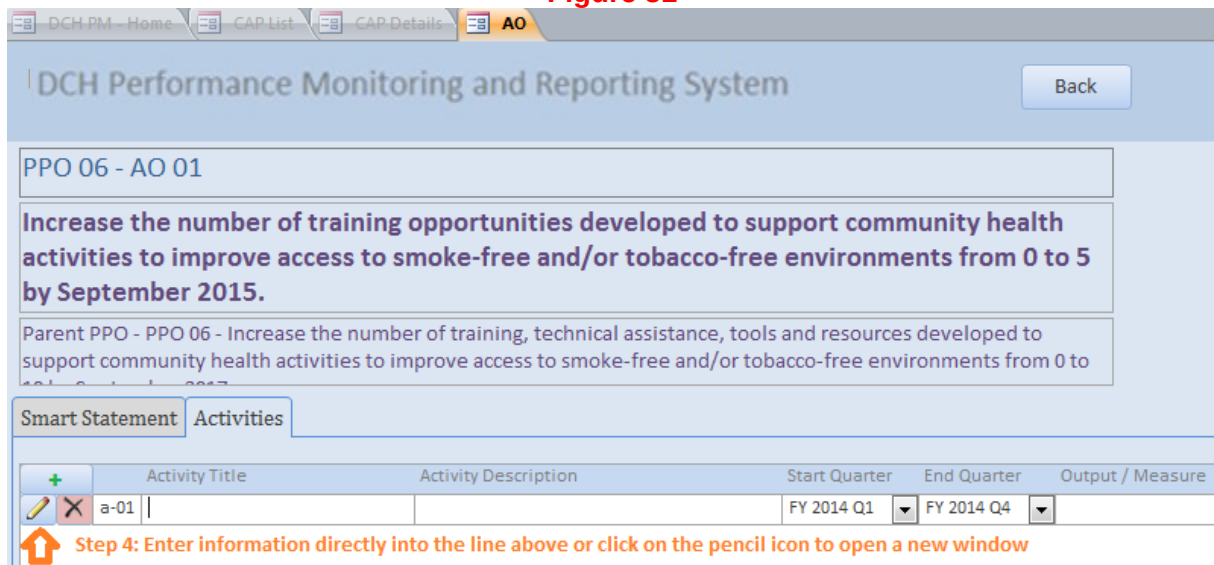 DCH PM - Home CAP List CAP Details AO
DCH Performance Monitoring and Reporting System
Back
PPO 06 - AO 01
Increase the number of training opportunities developed to support community health
activities to improve access to smoke-free and/or tobacco-free environments from 0 to 5
by September 2015.
Parent PPO - PPO 06 - Increase the number of training, technical assistance, tools and resources developed to
support community health activities to improve access to smoke-free and/or tobacco-free environments from 0 to
Smart Statement Activities
+ Activity Title Activity Description Start Quarter End Quarter Output / Measure
a-01 FY 2014 Q1 FY 2014 Q4
Step 4: Enter information directly into the line above or click on the pencil icon to open a new window